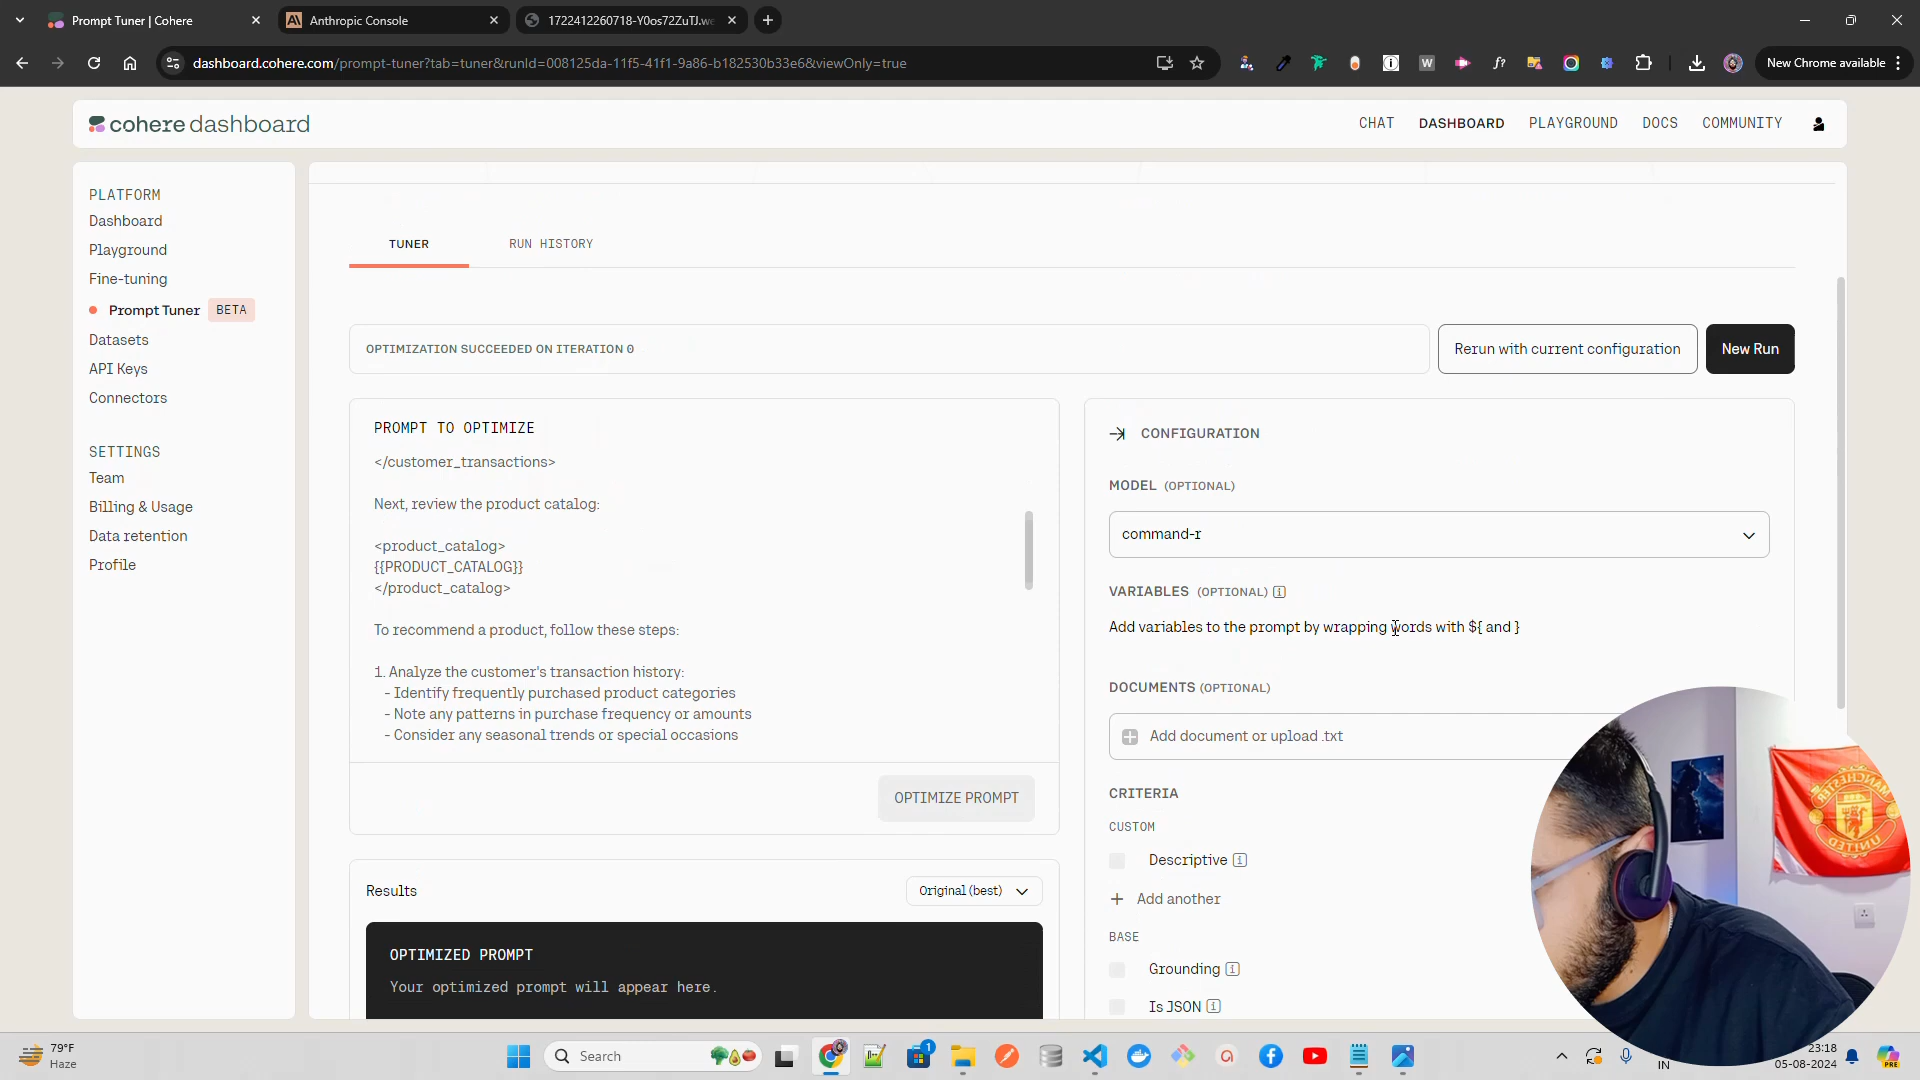 Prompt Tuner | Cohere
Anthropic Console
1722412260718-Y0os72ZuTJ.we
dashboard.cohere.com/prompt-tuner?tab=tuner&runId=008125da-11f5-41f1-9a86-b182530b33e6&viewOnly=true
New Chrome available
cohere dashboard
CHAT
DASHBOARD
PLAYGROUND
DOCS
COMMUNITY
PLATFORM
Dashboard
Playground
Fine-tuning
Prompt Tuner BETA
Datasets
API Keys
Connectors
SETTINGS
Team
Billing & Usage
Data retention
Profile
TUNER
RUN HISTORY
OPTIMIZATION SUCCEEDED ON ITERATION 0
Rerun with current configuration
New Run
PROMPT TO OPTIMIZE
</customer_transactions>
Next, review the product catalog:
<product_catalog>
{{PRODUCT_CATALOG}}
</product_catalog>
To recommend a product, follow these steps:
1. Analyze the customer's transaction history:
- Identify frequently purchased product categories
- Note any patterns in purchase frequency or amounts
- Consider any seasonal trends or special occasions
OPTIMIZE PROMPT
Results
Original (best)
OPTIMIZED PROMPT
Your optimized prompt will appear here.
CONFIGURATION
MODEL (OPTIONAL)
command-r
VARIABLES (OPTIONAL)
Add variables to the prompt by wrapping words with ${ and }
DOCUMENTS (OPTIONAL)
Add document or upload .txt
CRITERIA
CUSTOM
Descriptive
Add another
BASE
Grounding
Is JSON
MANCHESTER
UNITED
79°F
Haze
Search
1
IN
23:18
05-08-2024
PRE